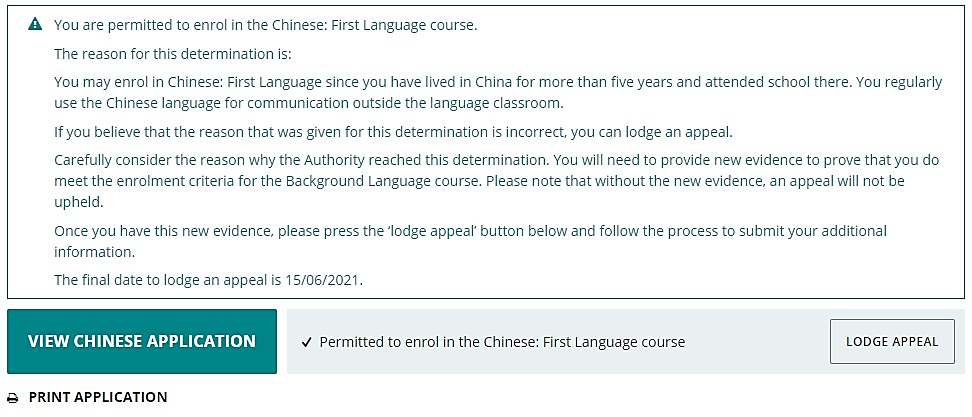 You are permitted to enrol in the Chinese: First Language course.
The reason for this determination is:
You may enrol in Chinese: First Language since you have lived in China for more than five years and attended school there. You regularly
use the Chinese language for communication outside the language classroom.
If you believe that the reason that was given for this determination is incorrect, you can lodge an appeal.
Carefully consider the reason why the Authority reached this determination. You will need to provide new evidence to prove that you do
meet the enrolment criteria for the Background Language course. Please note that without the new evidence, an appeal will not be
upheld.
Once you have this new evidence, please press the ‘lodge appeal’ button below and follow the process to submit your additional
information.
The final date to lodge an appeal is 15/06/2021.
VIEW CHINESE APPLICATION
✓ Permitted to enrol in the Chinese: First Language course
LODGE APPEAL
PRINT APPLICATION